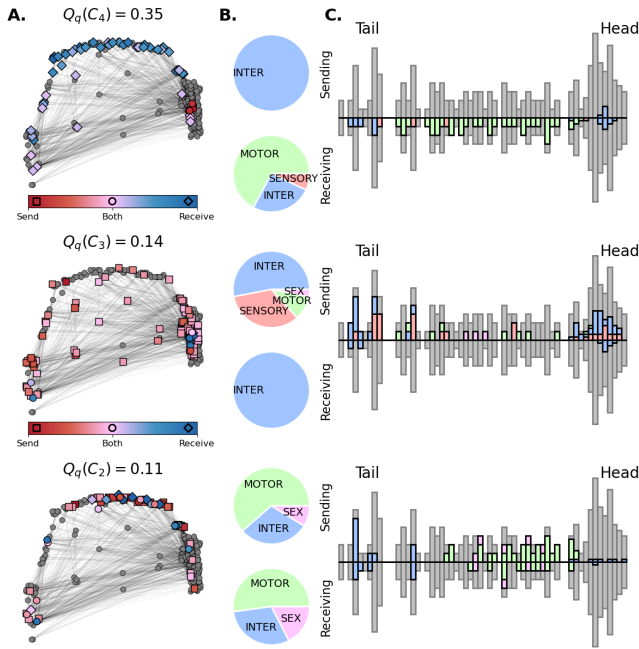 A. B. C.
Q_q(C_4) = 0.35
Tail Head
INTER
Sending
MOTOR
SENSORY
INTER
Receiving
Send Both Receive
Q_q(C_3) = 0.14
Tail Head
INTER
SEX
MOTOR
SENSORY
Sending
INTER
Receiving
Send Both Receive
Q_q(C_2) = 0.11
Tail Head
MOTOR
SEX
INTER
Sending
MOTOR
INTER
SEX
Receiving